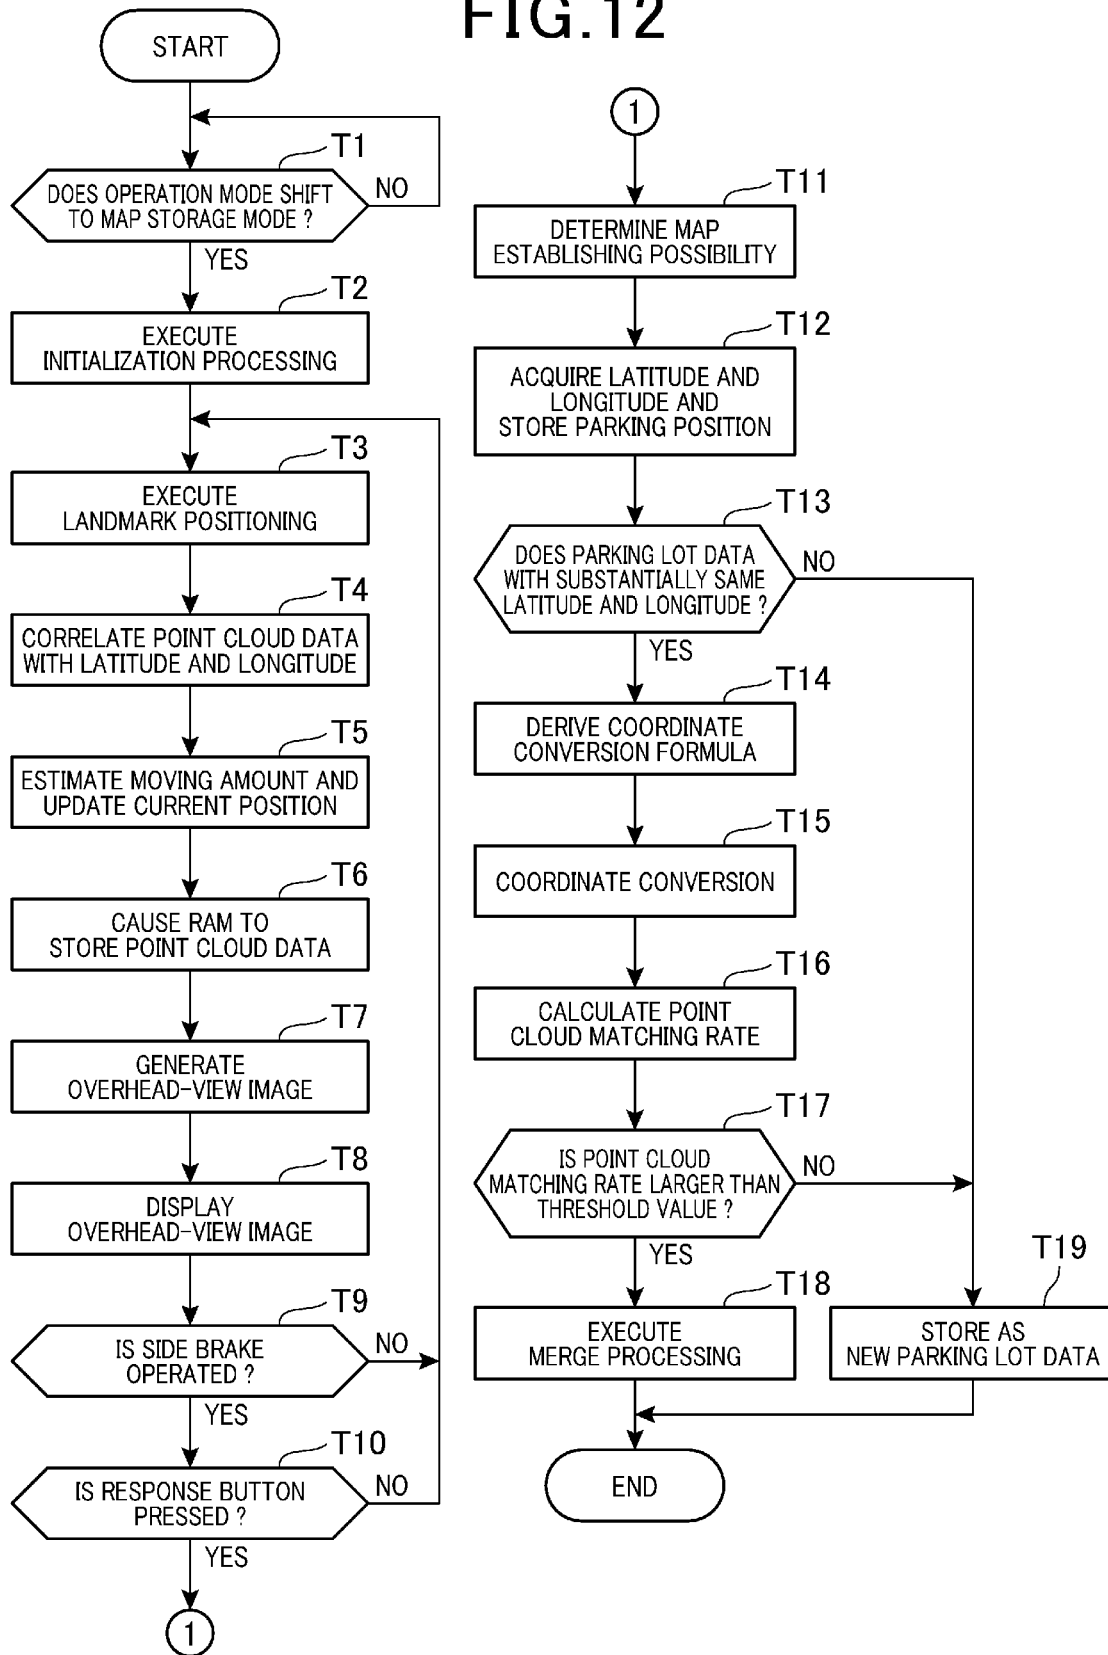 FIG.12
START
T1
DOES OPERATION MODE SHIFT
TO MAP STORAGE MODE ?
NO
YES
T2
EXECUTE
INITIALIZATION PROCESSING
T3
EXECUTE
LANDMARK POSITIONING
T4
CORRELATE POINT CLOUD DATA
WITH LATITUDE AND LONGITUDE
T5
ESTIMATE MOVING AMOUNT AND
UPDATE CURRENT POSITION
T6
CAUSE RAM TO
STORE POINT CLOUD DATA
T7
GENERATE
OVERHEAD-VIEW IMAGE
T8
DISPLAY
OVERHEAD-VIEW IMAGE
T9
IS SIDE BRAKE
OPERATED ?
NO
YES
T10
IS RESPONSE BUTTON
PRESSED ?
NO
YES
1
1
T11
DETERMINE MAP
ESTABLISHING POSSIBILITY
T12
ACQUIRE LATITUDE AND
LONGITUDE AND
STORE PARKING POSITION
T13
DOES PARKING LOT DATA
WITH SUBSTANTIALLY SAME
LATITUDE AND LONGITUDE ?
NO
YES
T14
DERIVE COORDINATE
CONVERSION FORMULA
T15
COORDINATE CONVERSION
T16
CALCULATE POINT
CLOUD MATCHING RATE
T17
IS POINT CLOUD
MATCHING RATE LARGER THAN
THRESHOLD VALUE ?
NO
YES
T18
EXECUTE
MERGE PROCESSING
T19
STORE AS
NEW PARKING LOT DATA
END